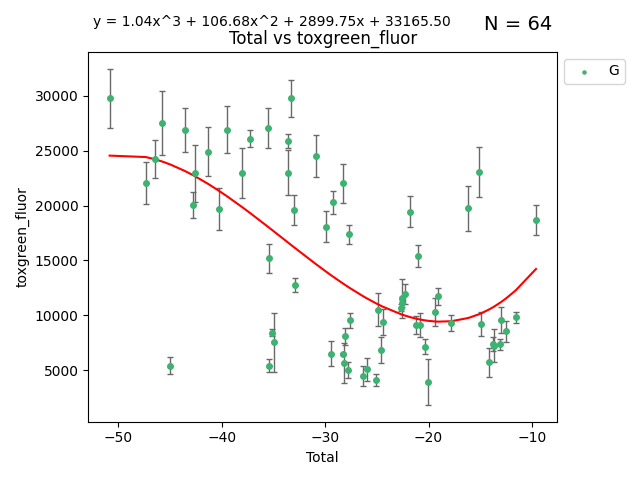 y = 1.04x^3 + 106.68x^2 + 2899.75x + 33165.50
N = 64
Total vs toxgreen_fluor
G
30000
25000
20000
15000
10000
5000
toxgreen_fluor
−50
−40
−30
−20
−10
Total